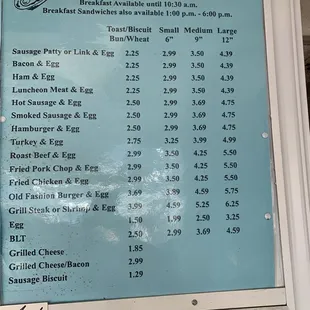 Breakfast Available until 10:30 a.m.
Breakfast Sandwiches also available 1:00 p.m. - 6:00 p.m.
Toast/Biscuit Small Medium Large
Bun/Wheat 6" 9" 12"
Sausage Patty or Link & Egg 2.25 2.99 3.50 4.39
Bacon & Egg 2.25 2.99 3.50 4.39
Ham & Egg 2.25 2.99 3.50 4.39
Luncheon Meat & Egg 2.25 2.99 3.50 4.39
Hot Sausage & Egg 2.50 2.99 3.69 4.75
Smoked Sausage & Egg 2.50 2.99 3.69 4.75
Hamburger & Egg 2.50 2.99 3.69 4.75
Turkey & Egg 2.75 3.25 3.99 4.99
Roast Beef & Egg 2.99 3.50 4.25 5.50
Fried Pork Chop & Egg 2.99 3.50 4.25 5.50
Fried Chicken & Egg 2.99 3.50 4.25 5.50
Old Fashion Burger & Egg 3.69 3.89 4.59 5.75
Grill Steak or Shrimp & Egg 3.99 4.59 5.25 6.25
Egg 1.50 1.99 2.50 3.25
BLT 2.50 2.99 3.69 4.59
Grilled Cheese 1.85
Grilled Cheese/Bacon 2.99
Sausage Biscuit 1.29